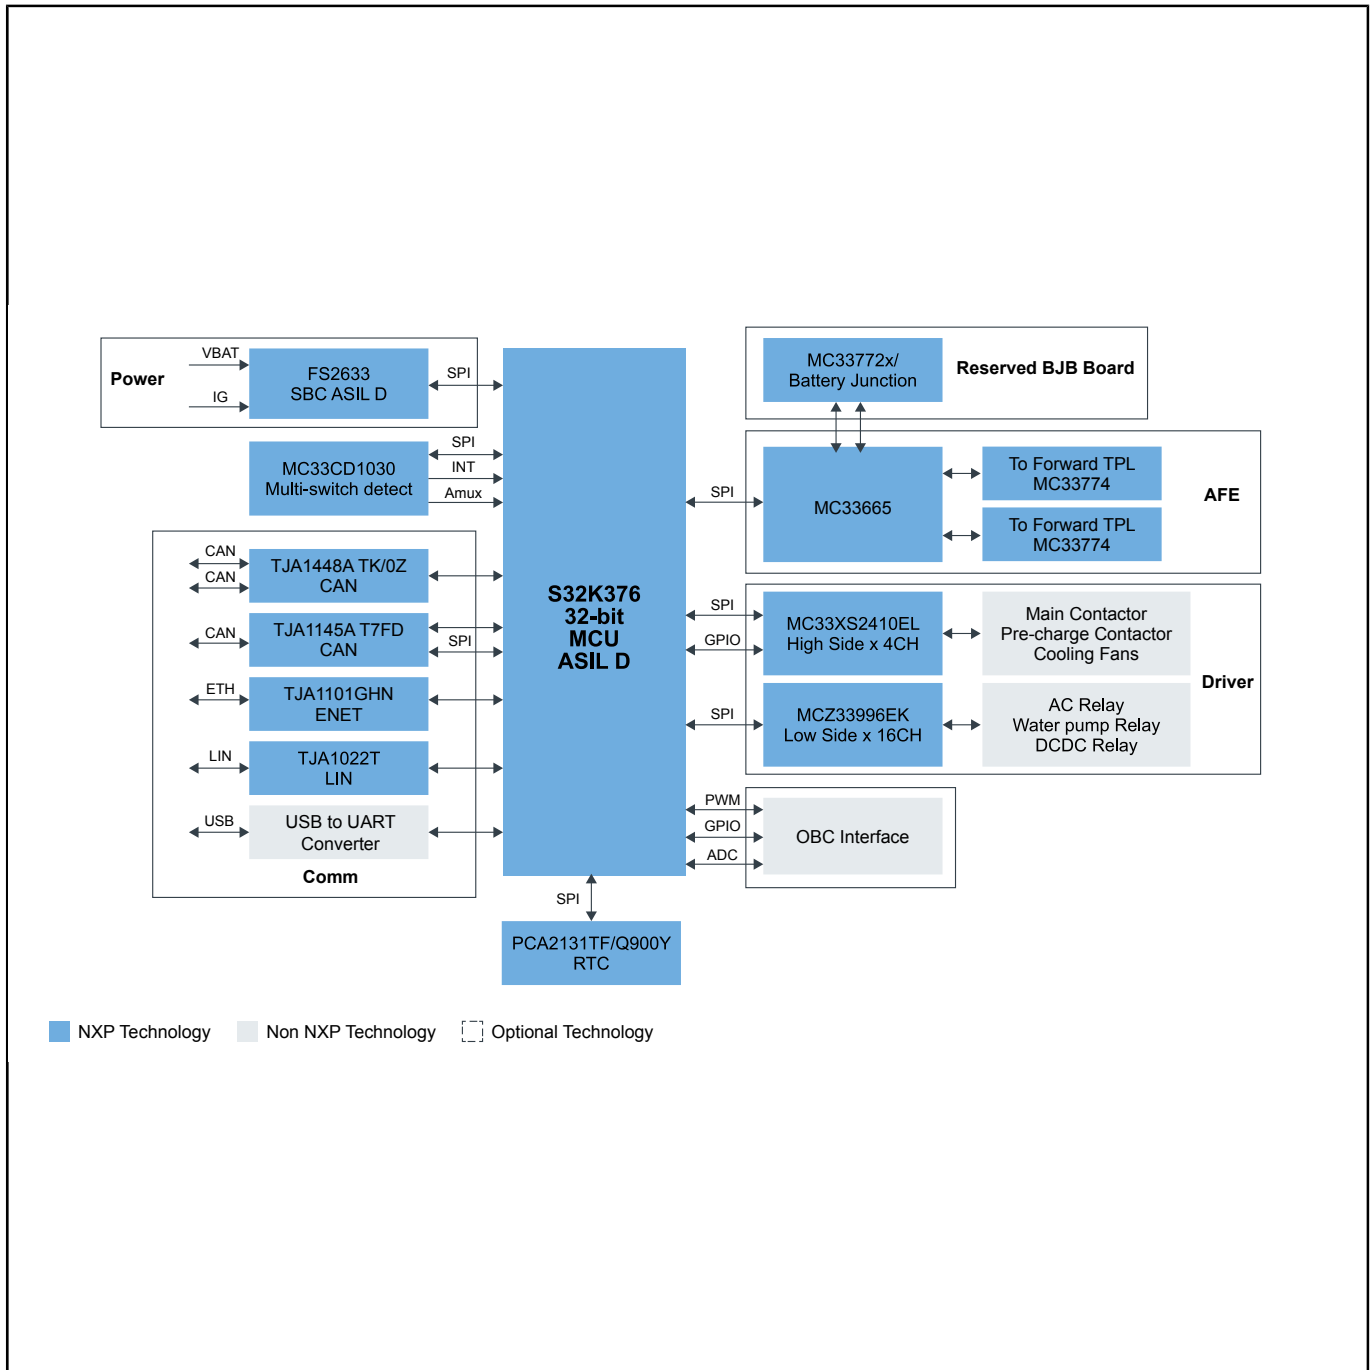 Power
VBAT
IG
FS2633
SBC ASIL D
SPI
MC33CD1030
Multi-switch detect
SPI
INT
Amux
CAN
CAN
TJA1448A TK/0Z
CAN
CAN
TJA1145A T7FD
CAN
SPI
ETH
TJA1101GHN
ENET
LIN
TJA1022T
LIN
USB
USB to UART
Converter
Comm
S32K376
32-bit
MCU
ASIL D
SPI
PCA2131TF/Q900Y
RTC
MC33772x/
Battery Junction
Reserved BJB Board
SPI
MC33665
To Forward TPL
MC33774
To Forward TPL
MC33774
AFE
SPI
GPIO
MC33XS2410EL
High Side x 4CH
Main Contactor
Pre-charge Contactor
Cooling Fans
Driver
SPI
MCZ33996EK
Low Side x 16CH
AC Relay
Water pump Relay
DCDC Relay
PWM
GPIO
ADC
OBC Interface
NXP Technology
Non NXP Technology
Optional Technology